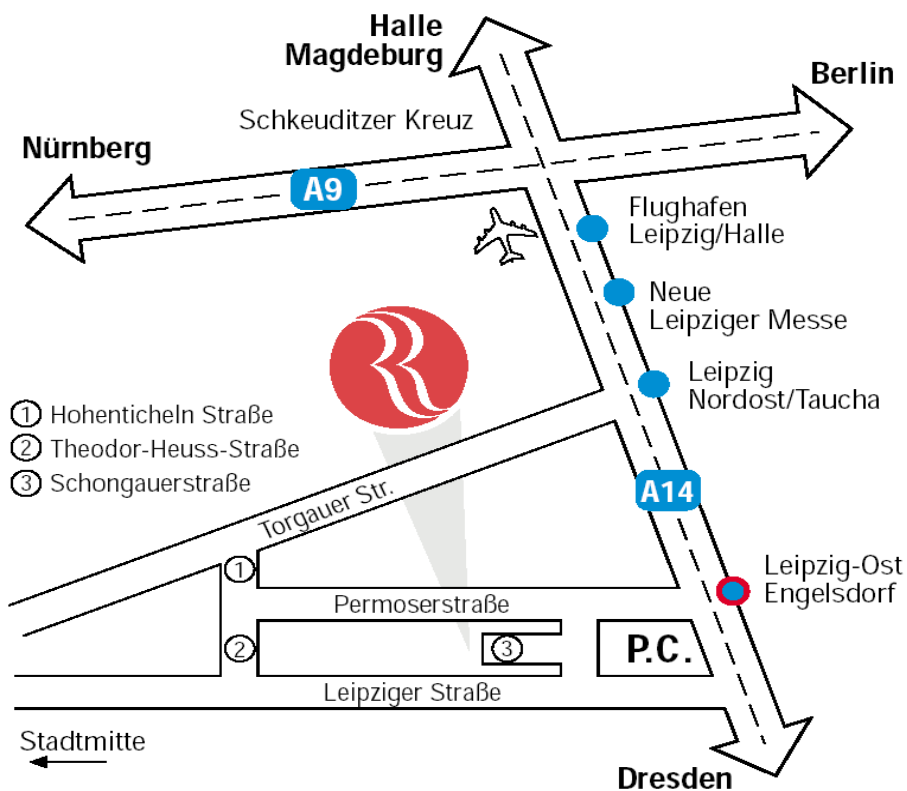 Halle
Magdeburg
Berlin
Schkeuditzer Kreuz
Nürnberg
A9
Flughafen
Leipzig/Halle
Neue
Leipziger Messe
Leipzig
Nordost/Taucha
1 Hohenticheln Straße
2 Theodor-Heuss-Straße
3 Schongauerstraße
A14
Torgauer Str.
1
Leipzig-Ost
Engelsdorf
Permoserstraße
2
3
P.C.
Leipziger Straße
Stadtmitte
Dresden